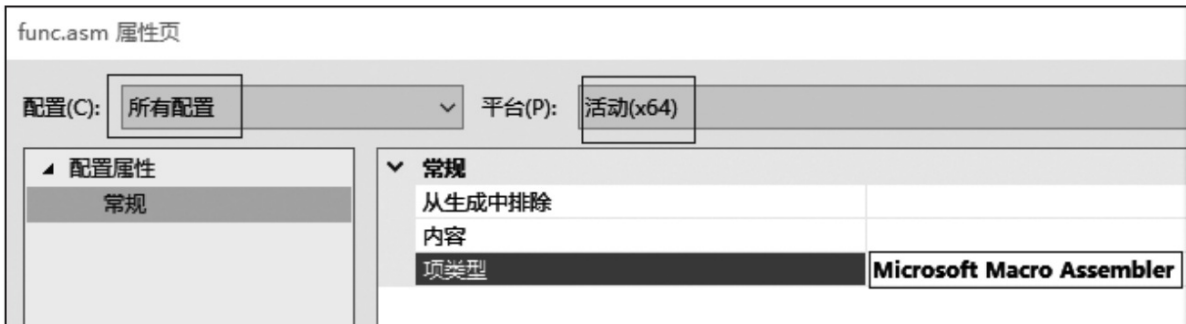 func.asm 属性页
配置(C): 所有配置 平台(P): 活动(x64)
配置属性
常规
常规
从生成中排除
内容
项类型 Microsoft Macro Assembler